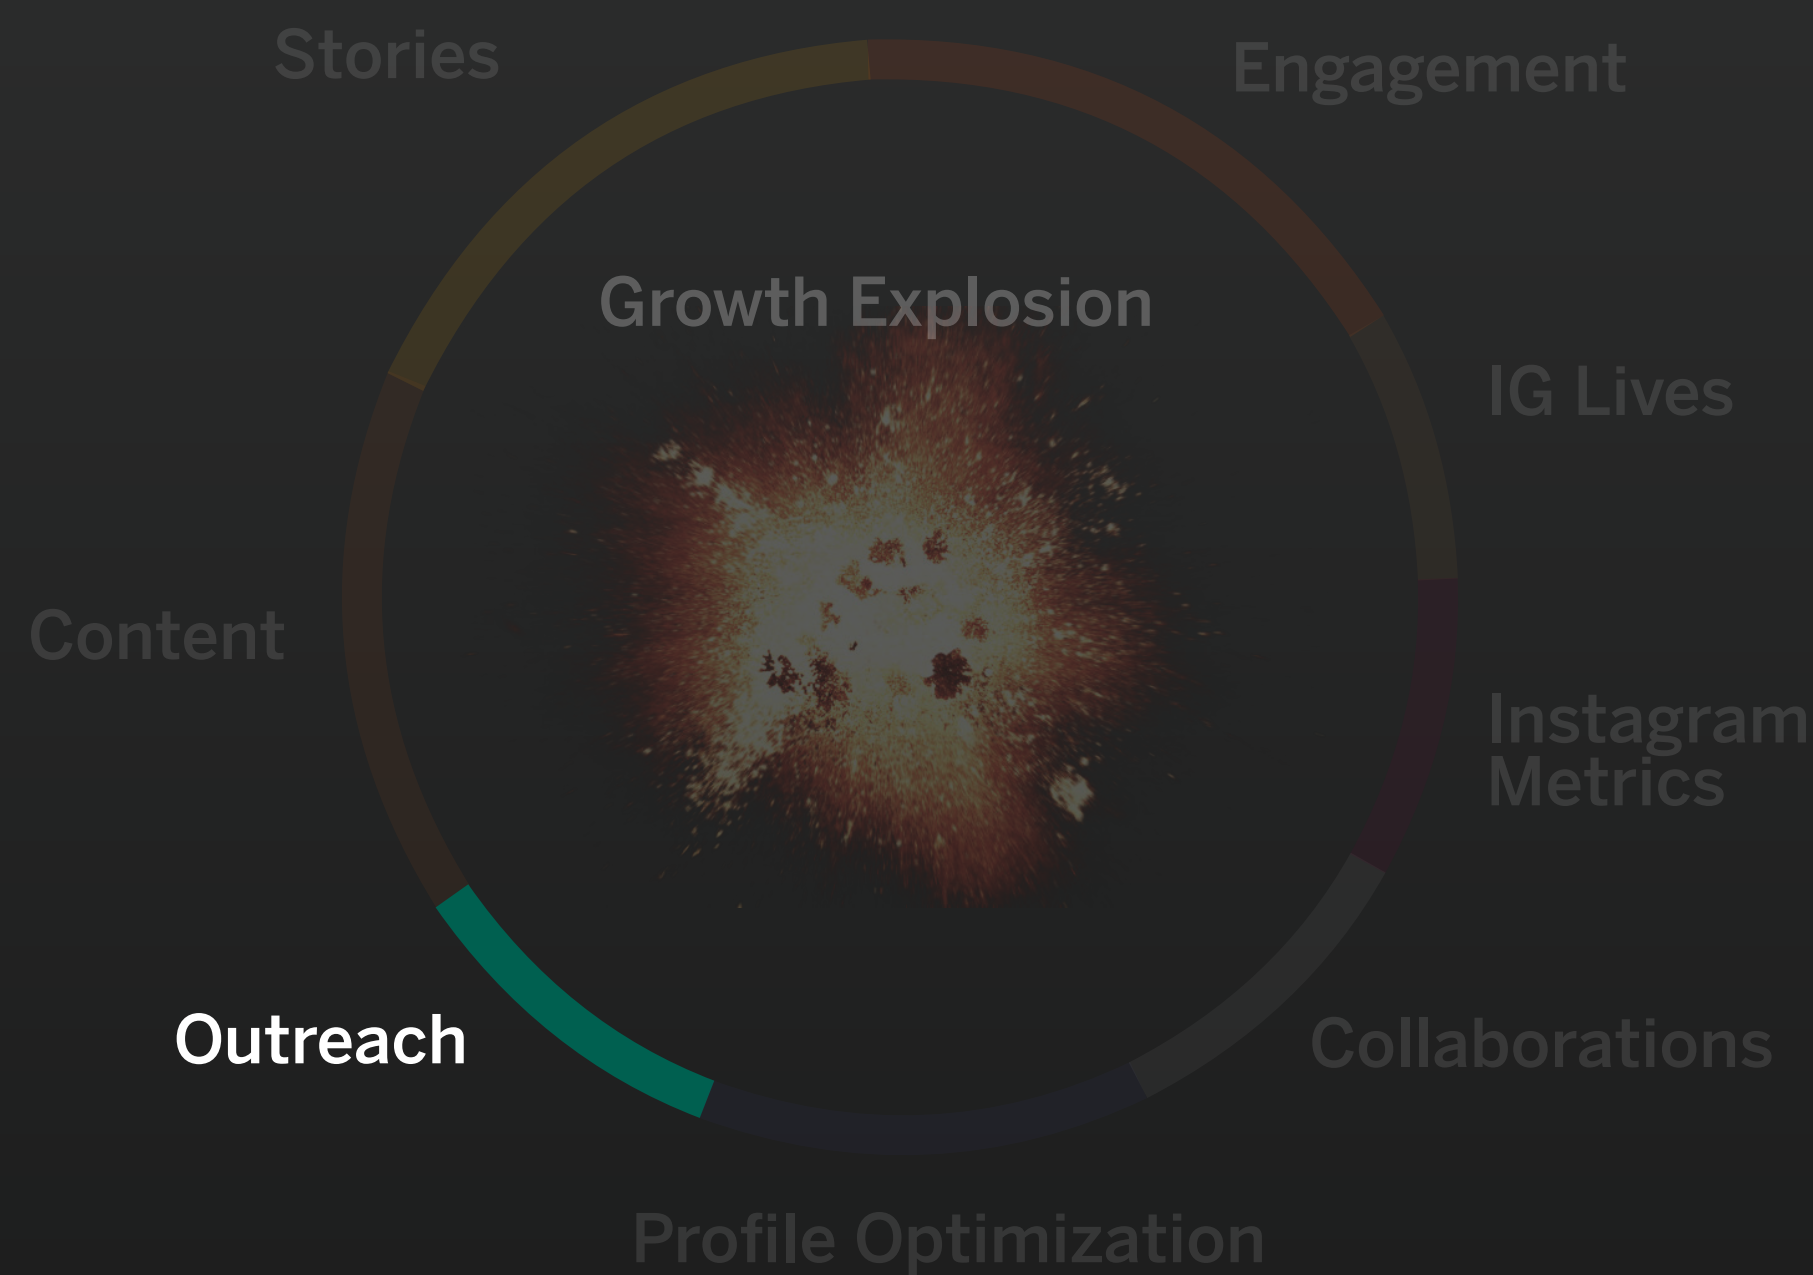 Stories
Engagement
Growth Explosion
IG Lives
Content
Instagram
Metrics
Outreach
Collaborations
Profile Optimization